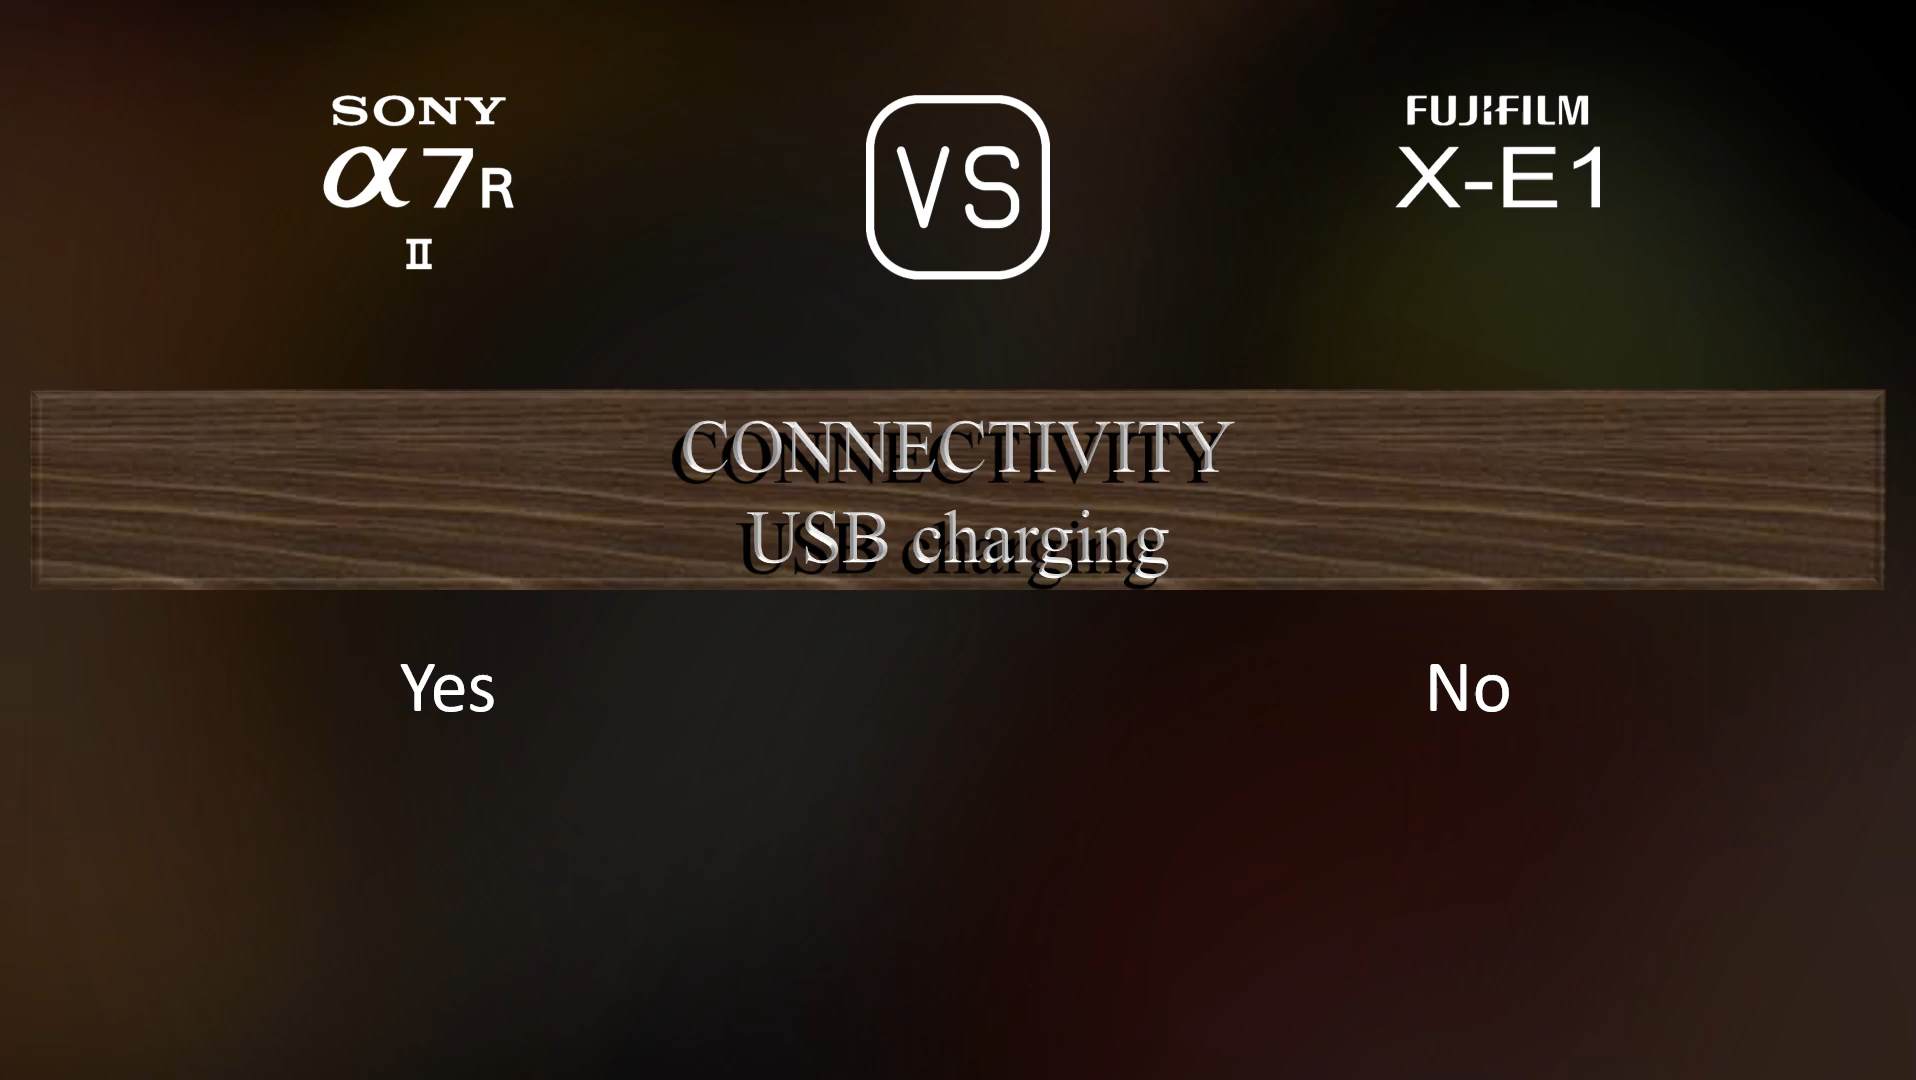 SONY
α7R
II
VS
FUJIFILM
X-E1
CONNECTIVITY
USB charging
Yes
No